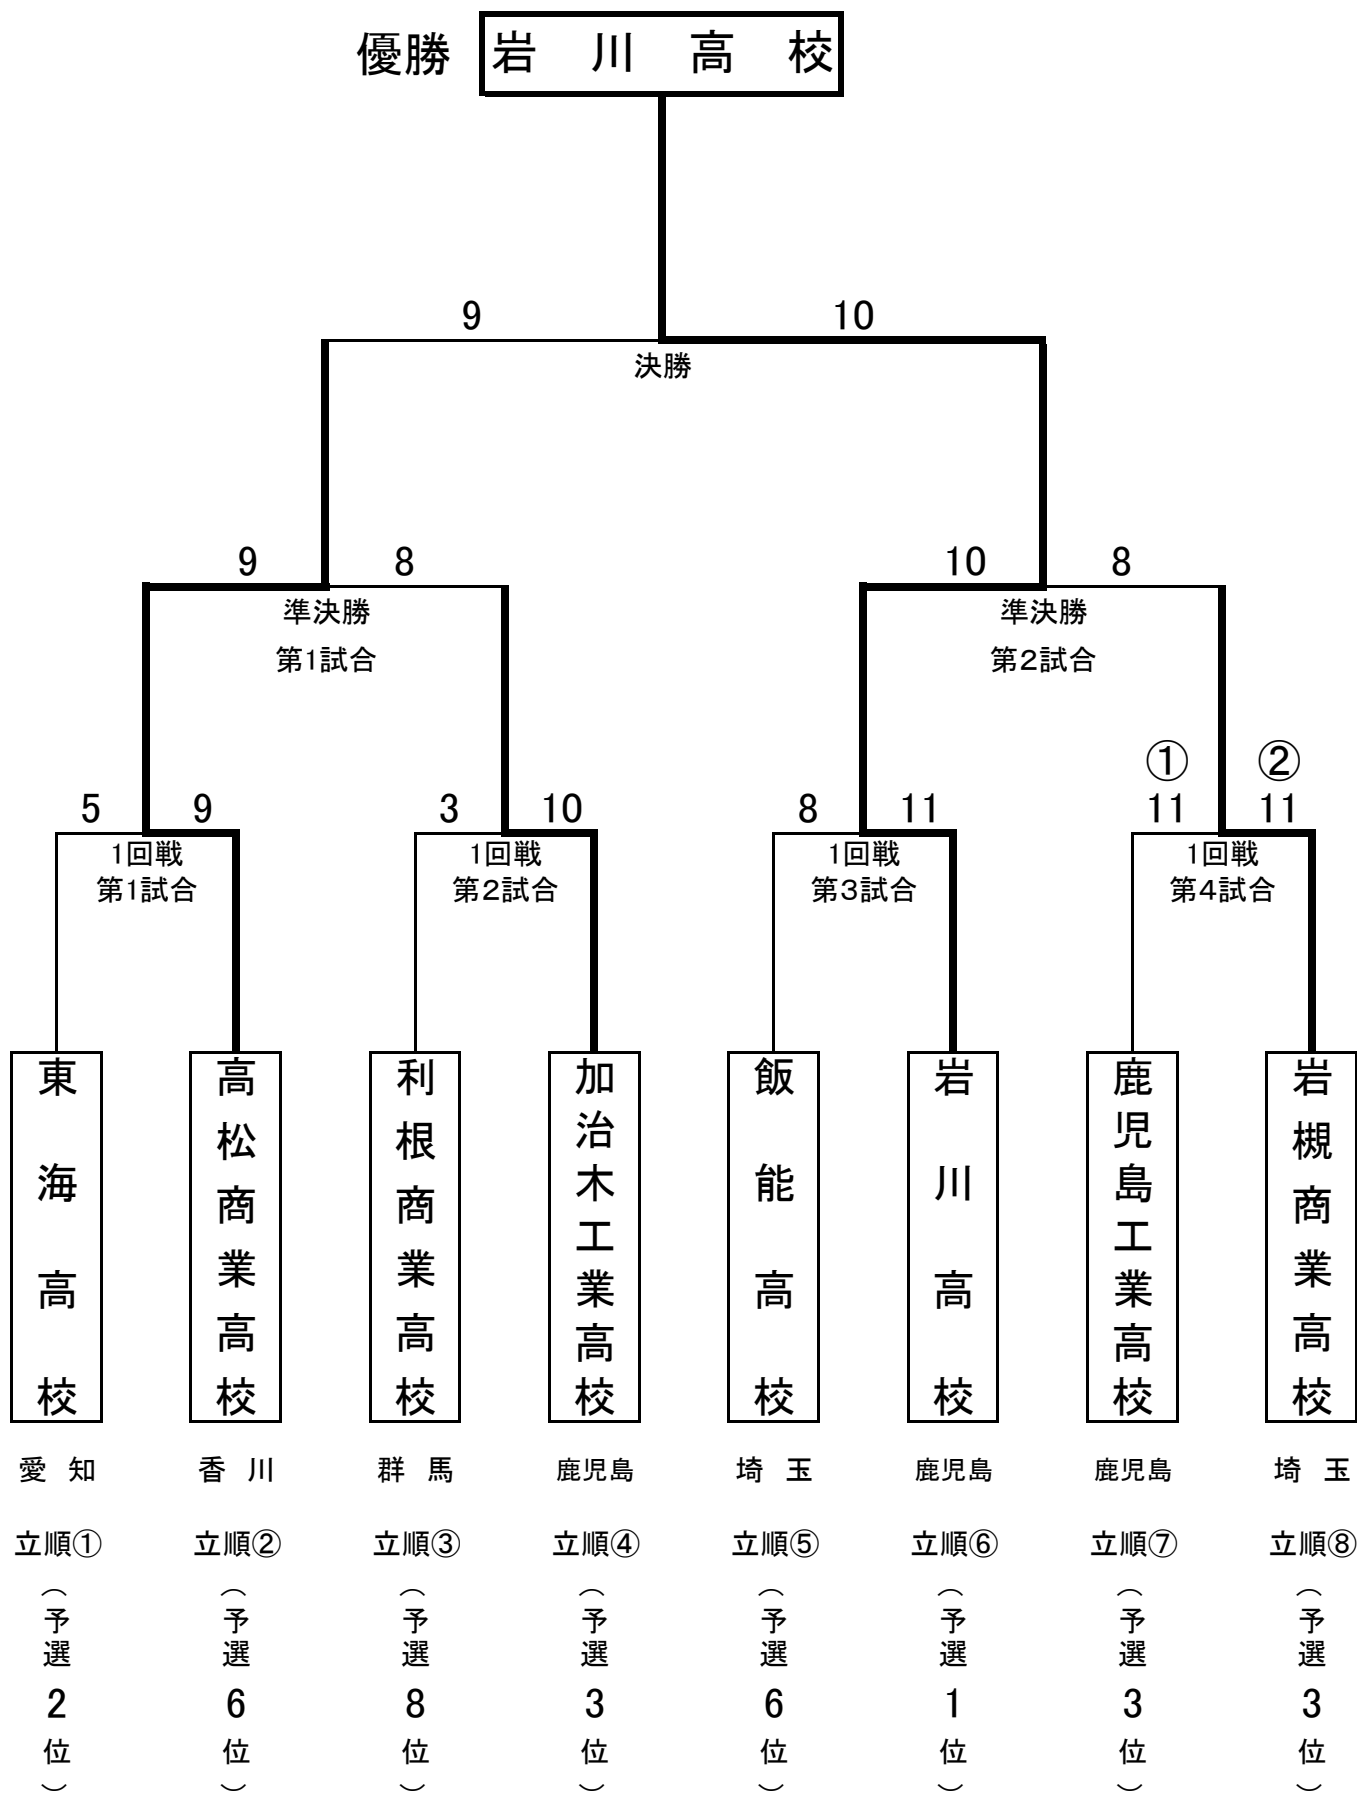 優勝 岩川高校
9 10
決勝
9 8 10 8
準決勝 準決勝
第1試合 第2試合
① ②
5 9 3 10 8 11 11 11
1回戦 1回戦 1回戦 1回戦
第1試合 第2試合 第3試合 第4試合
東海高校
高松商業高校
利根商業高校
加治木工業高校
飯能高校
岩川高校
鹿児島工業高校
岩槻商業高校
愛知 香川 群馬 鹿児島 埼玉 鹿児島 鹿児島 埼玉
立順① 立順② 立順③ 立順④ 立順⑤ 立順⑥ 立順⑦ 立順⑧
（予選2位）
（予選6位）
（予選8位）
（予選3位）
（予選6位）
（予選1位）
（予選3位）
（予選3位）